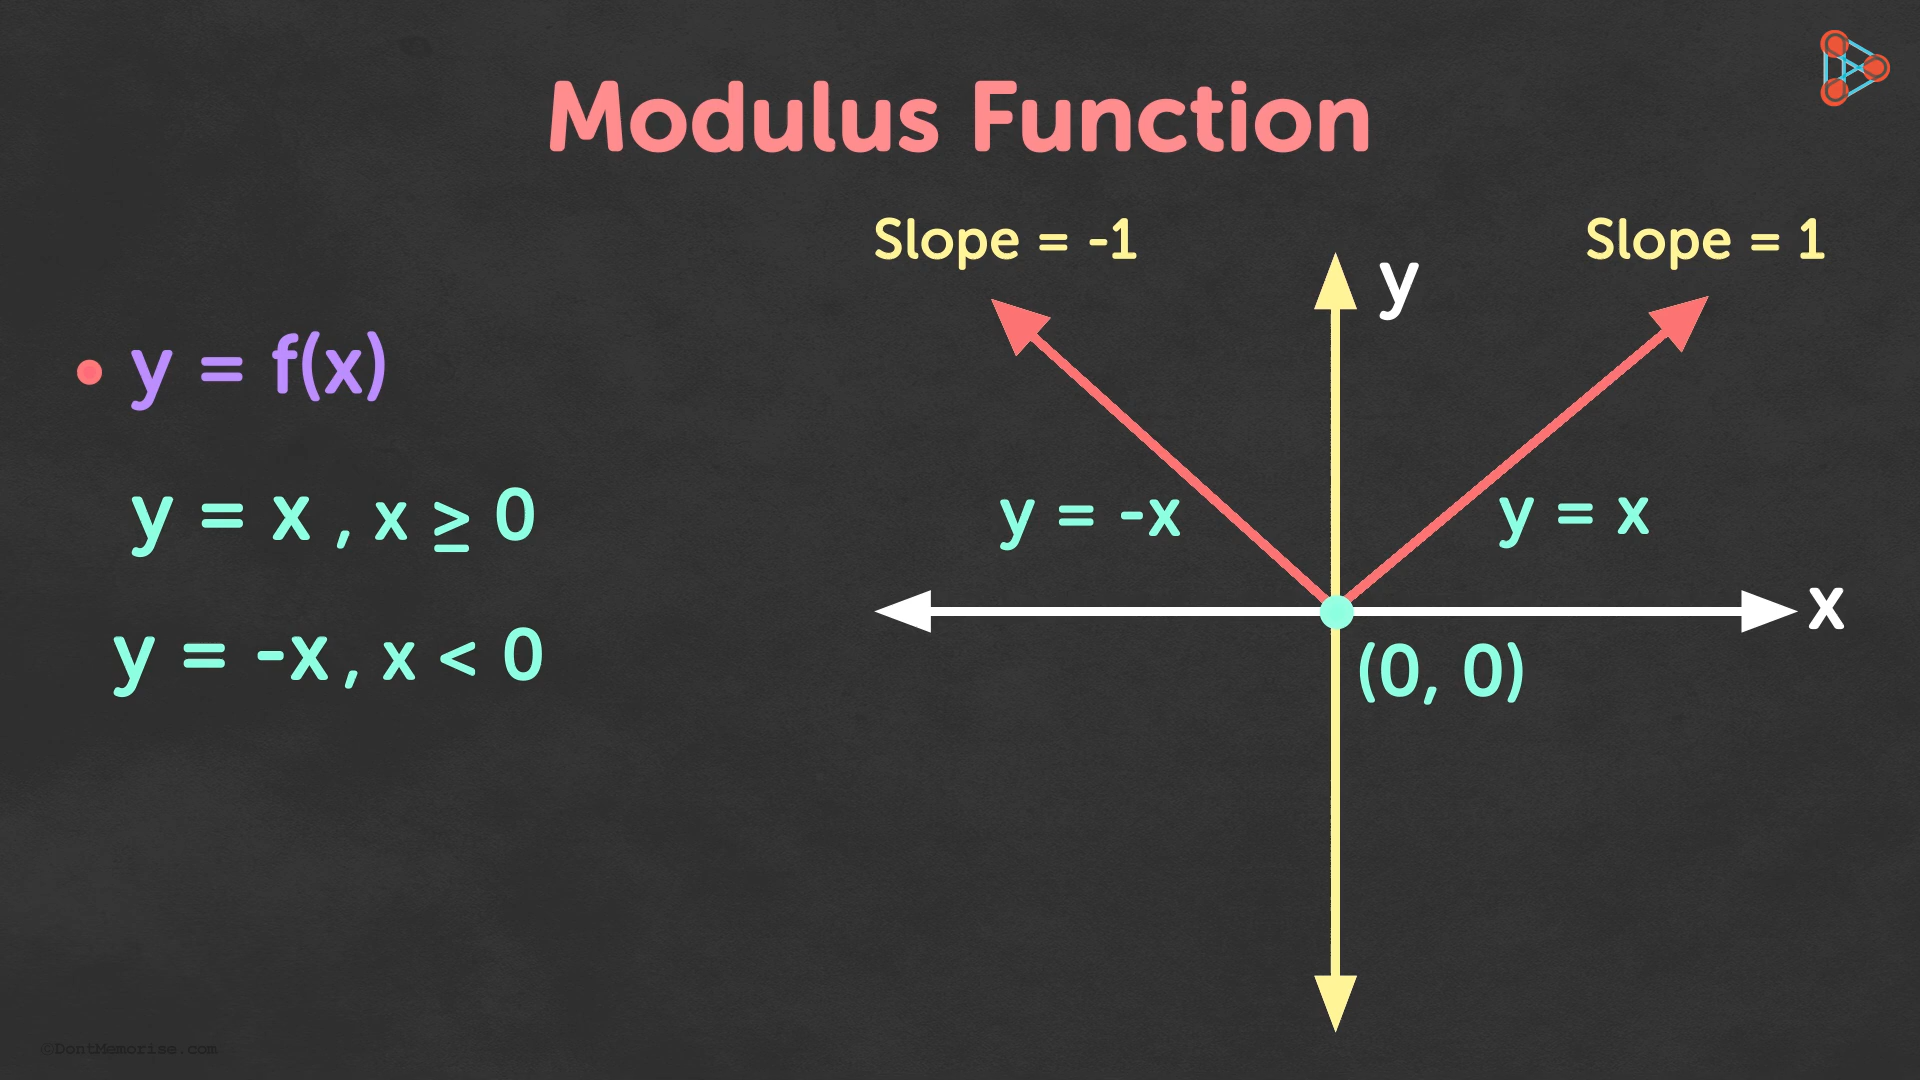 Modulus Function
Slope = -1
Slope = 1
y
• y = f(x)
y = x , x ≥ 0
y = -x
y = x
x
y = -x , x < 0
(0, 0)
©DontMemorise.com